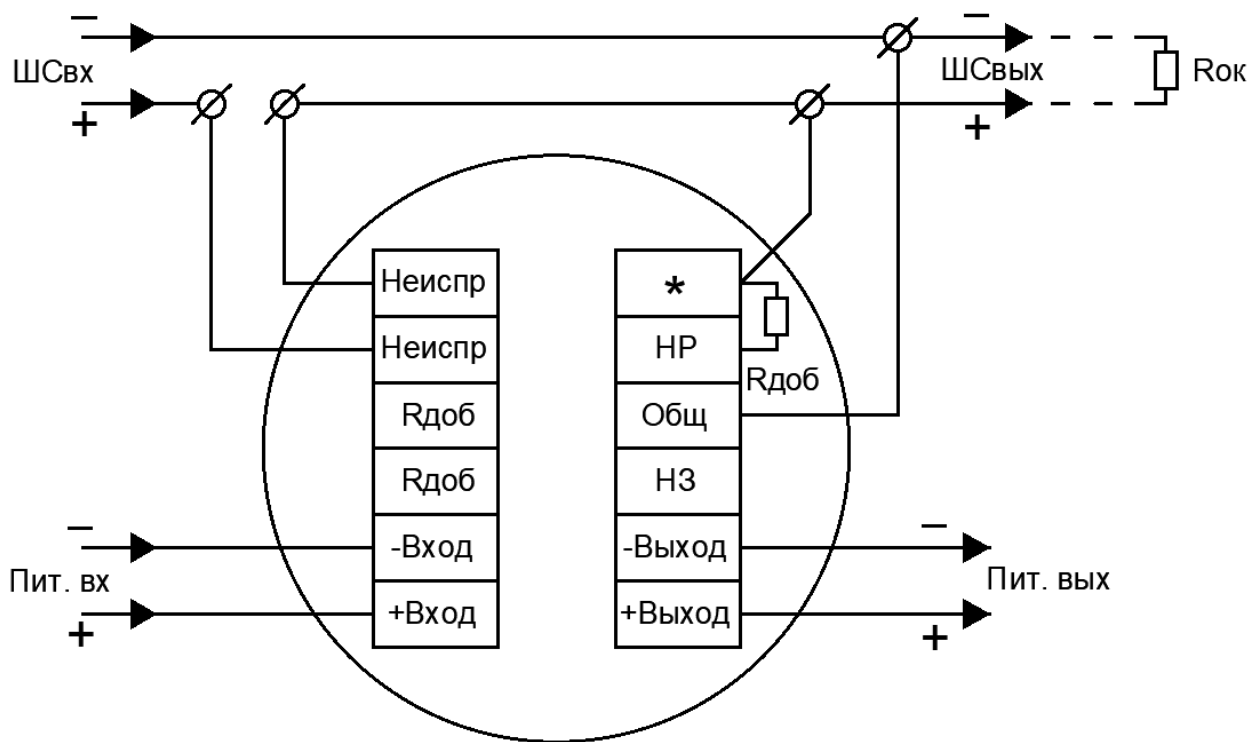 − −
ШСвх ШСвых Rок
+ +
Неиспр *
Неиспр НР
Rдоб
Rдоб Общ
Rдоб НЗ
− −
-Вход -Выход
Пит. вх Пит. вых
+Вход +Выход
+ +